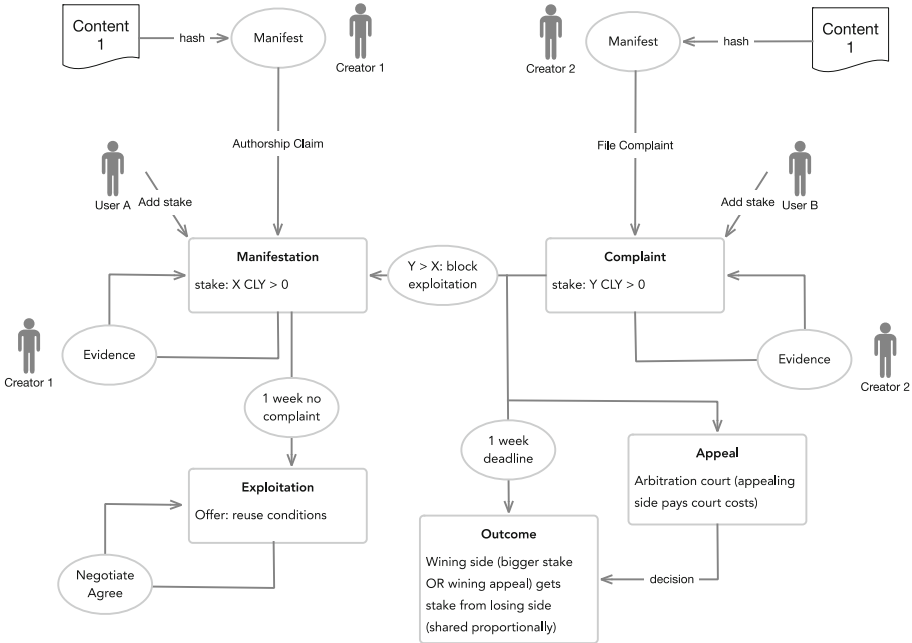 Content
1
hash
Manifest
Creator 1
Creator 2
Manifest
hash
Content
1
Authorship Claim
File Complaint
User A
Add stake
Add stake
User B
Manifestation
stake: X CLY > 0
Y > X: block
exploitation
Complaint
stake: Y CLY > 0
Creator 1
Evidence
Evidence
Creator 2
1 week no
complaint
1 week
deadline
Appeal
Arbitration court (appealing
side pays court costs)
Exploitation
Offer: reuse conditions
Negotiate
Agree
Outcome
Wining side (bigger stake
OR wining appeal) gets
stake from losing side
(shared proportionally)
decision